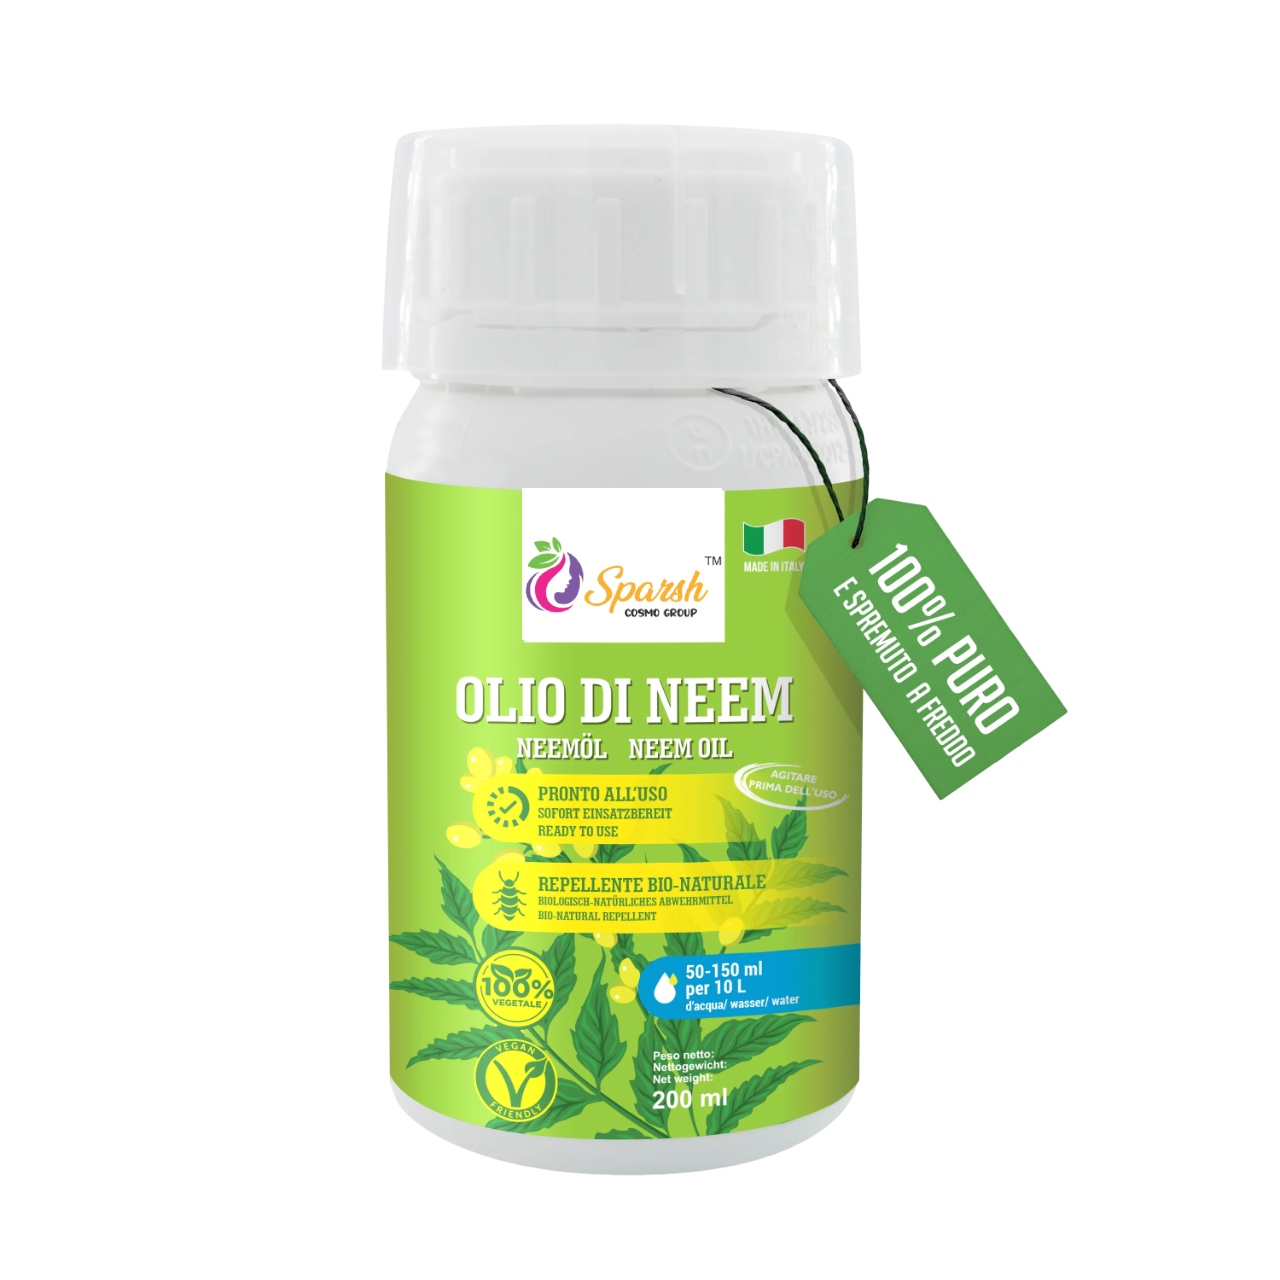 Sparsh TM
COSMO GROUP
MADE IN ITALY
100% PURO
E SPREMUTO A FREDDO
OLIO DI NEEM
NEEMÖL NEEM OIL
AGITARE
PRIMA DELL'USO
PRONTO ALL'USO
SOFORT EINSATZBEREIT
READY TO USE
REPELLENTE BIO-NATURALE
BIOLOGISCH-NATÜRLICHES ABWEHRMITTEL
BIO-NATURAL REPELLENT
100%
VEGETALE
50-150 ml
per 10 L
d'acqua/ wasser/ water
VEGAN
FRIENDLY
Peso netto:
Nettogewicht:
Net weight:
200 ml